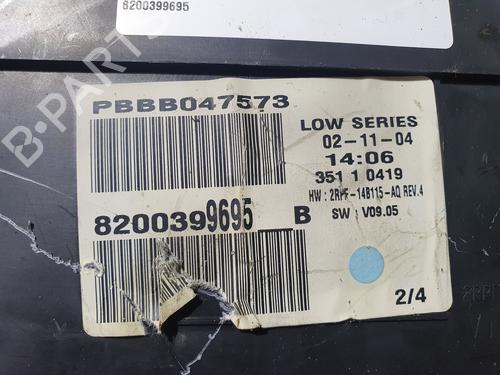 8200399695
B-PARTS
PBBB047573
LOW SERIES
02-11-04
14:06
351 1 0419
HW : 2RPF-14B115-AQ REV.4
8200399695 B
SW : V09.05
2/4